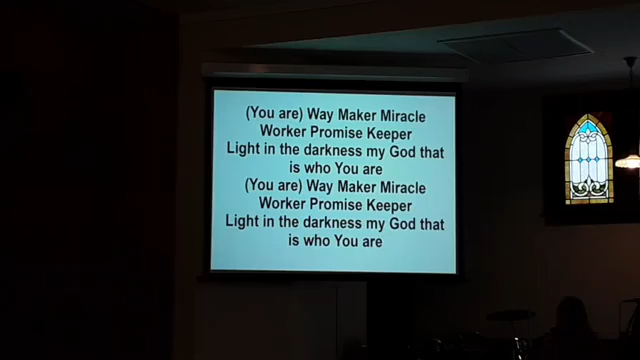 (You are) Way Maker Miracle
Worker Promise Keeper
Light in the darkness my God that
is who You are
(You are) Way Maker Miracle
Worker Promise Keeper
Light in the darkness my God that
is who You are